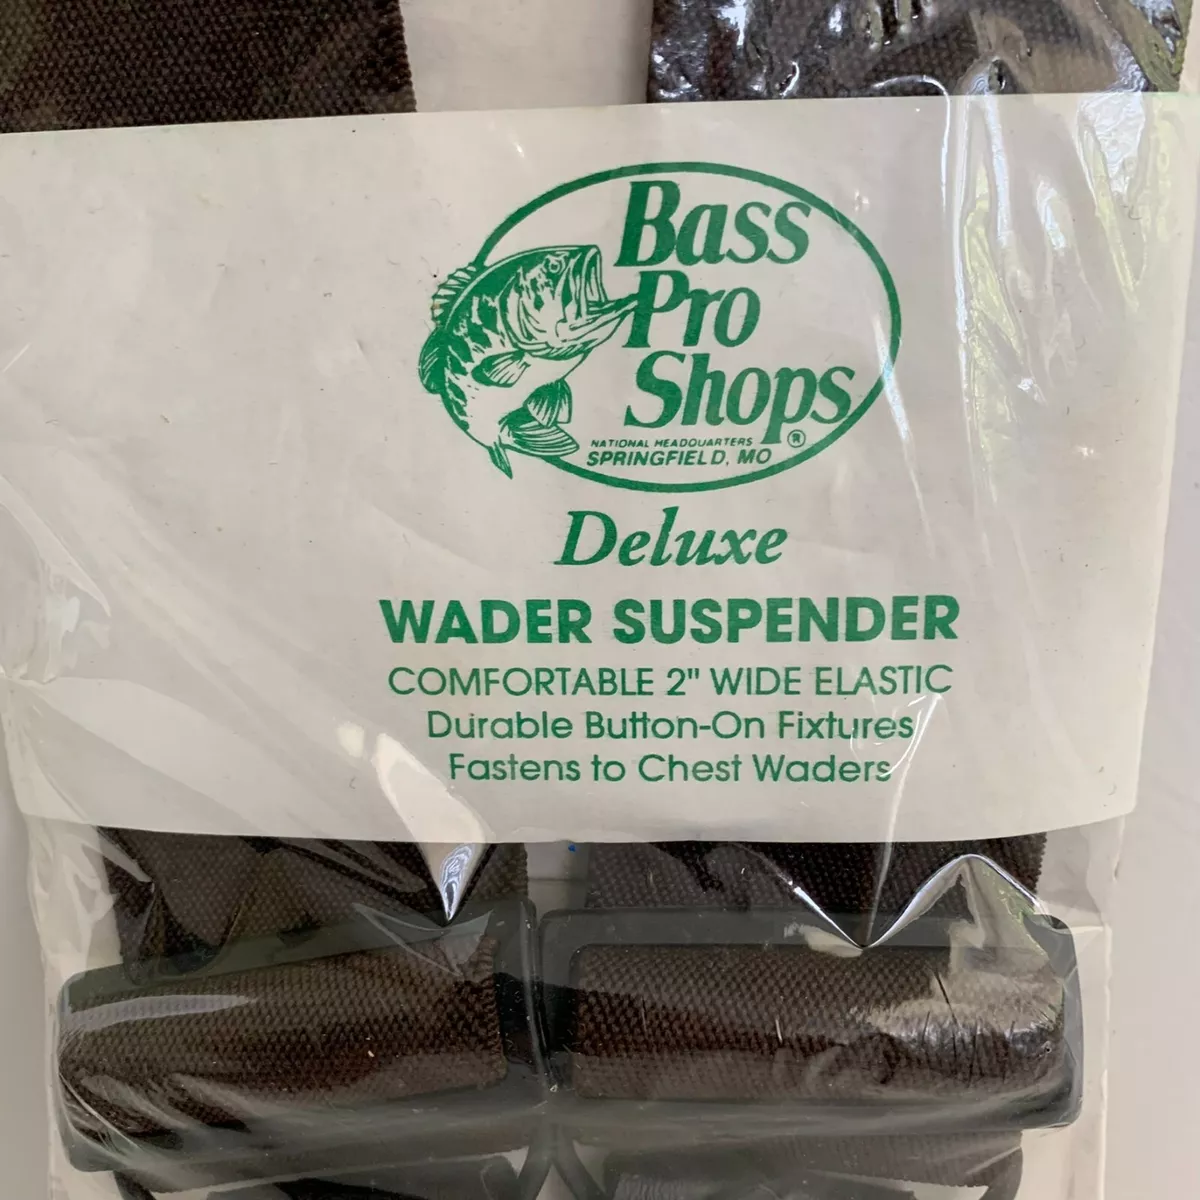 Bass
Pro
Shops
®
NATIONAL HEADQUARTERS
SPRINGFIELD, MO
Deluxe
WADER SUSPENDER
COMFORTABLE 2" WIDE ELASTIC
Durable Button-On Fixtures
Fastens to Chest Waders